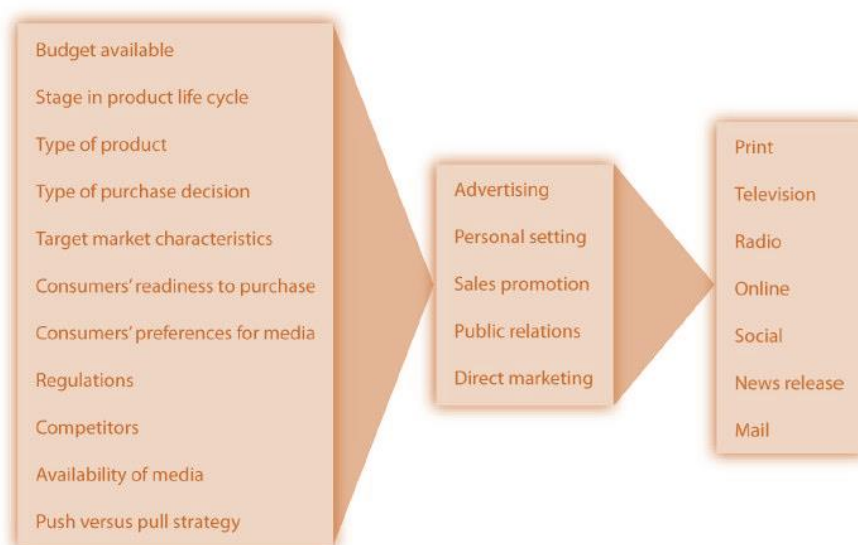 Budget available
Stage in product life cycle
Type of product
Type of purchase decision
Target market characteristics
Consumers’ readiness to purchase
Consumers’ preferences for media
Regulations
Competitors
Availability of media
Push versus pull strategy
Advertising
Personal setting
Sales promotion
Public relations
Direct marketing
Print
Television
Radio
Online
Social
News release
Mail